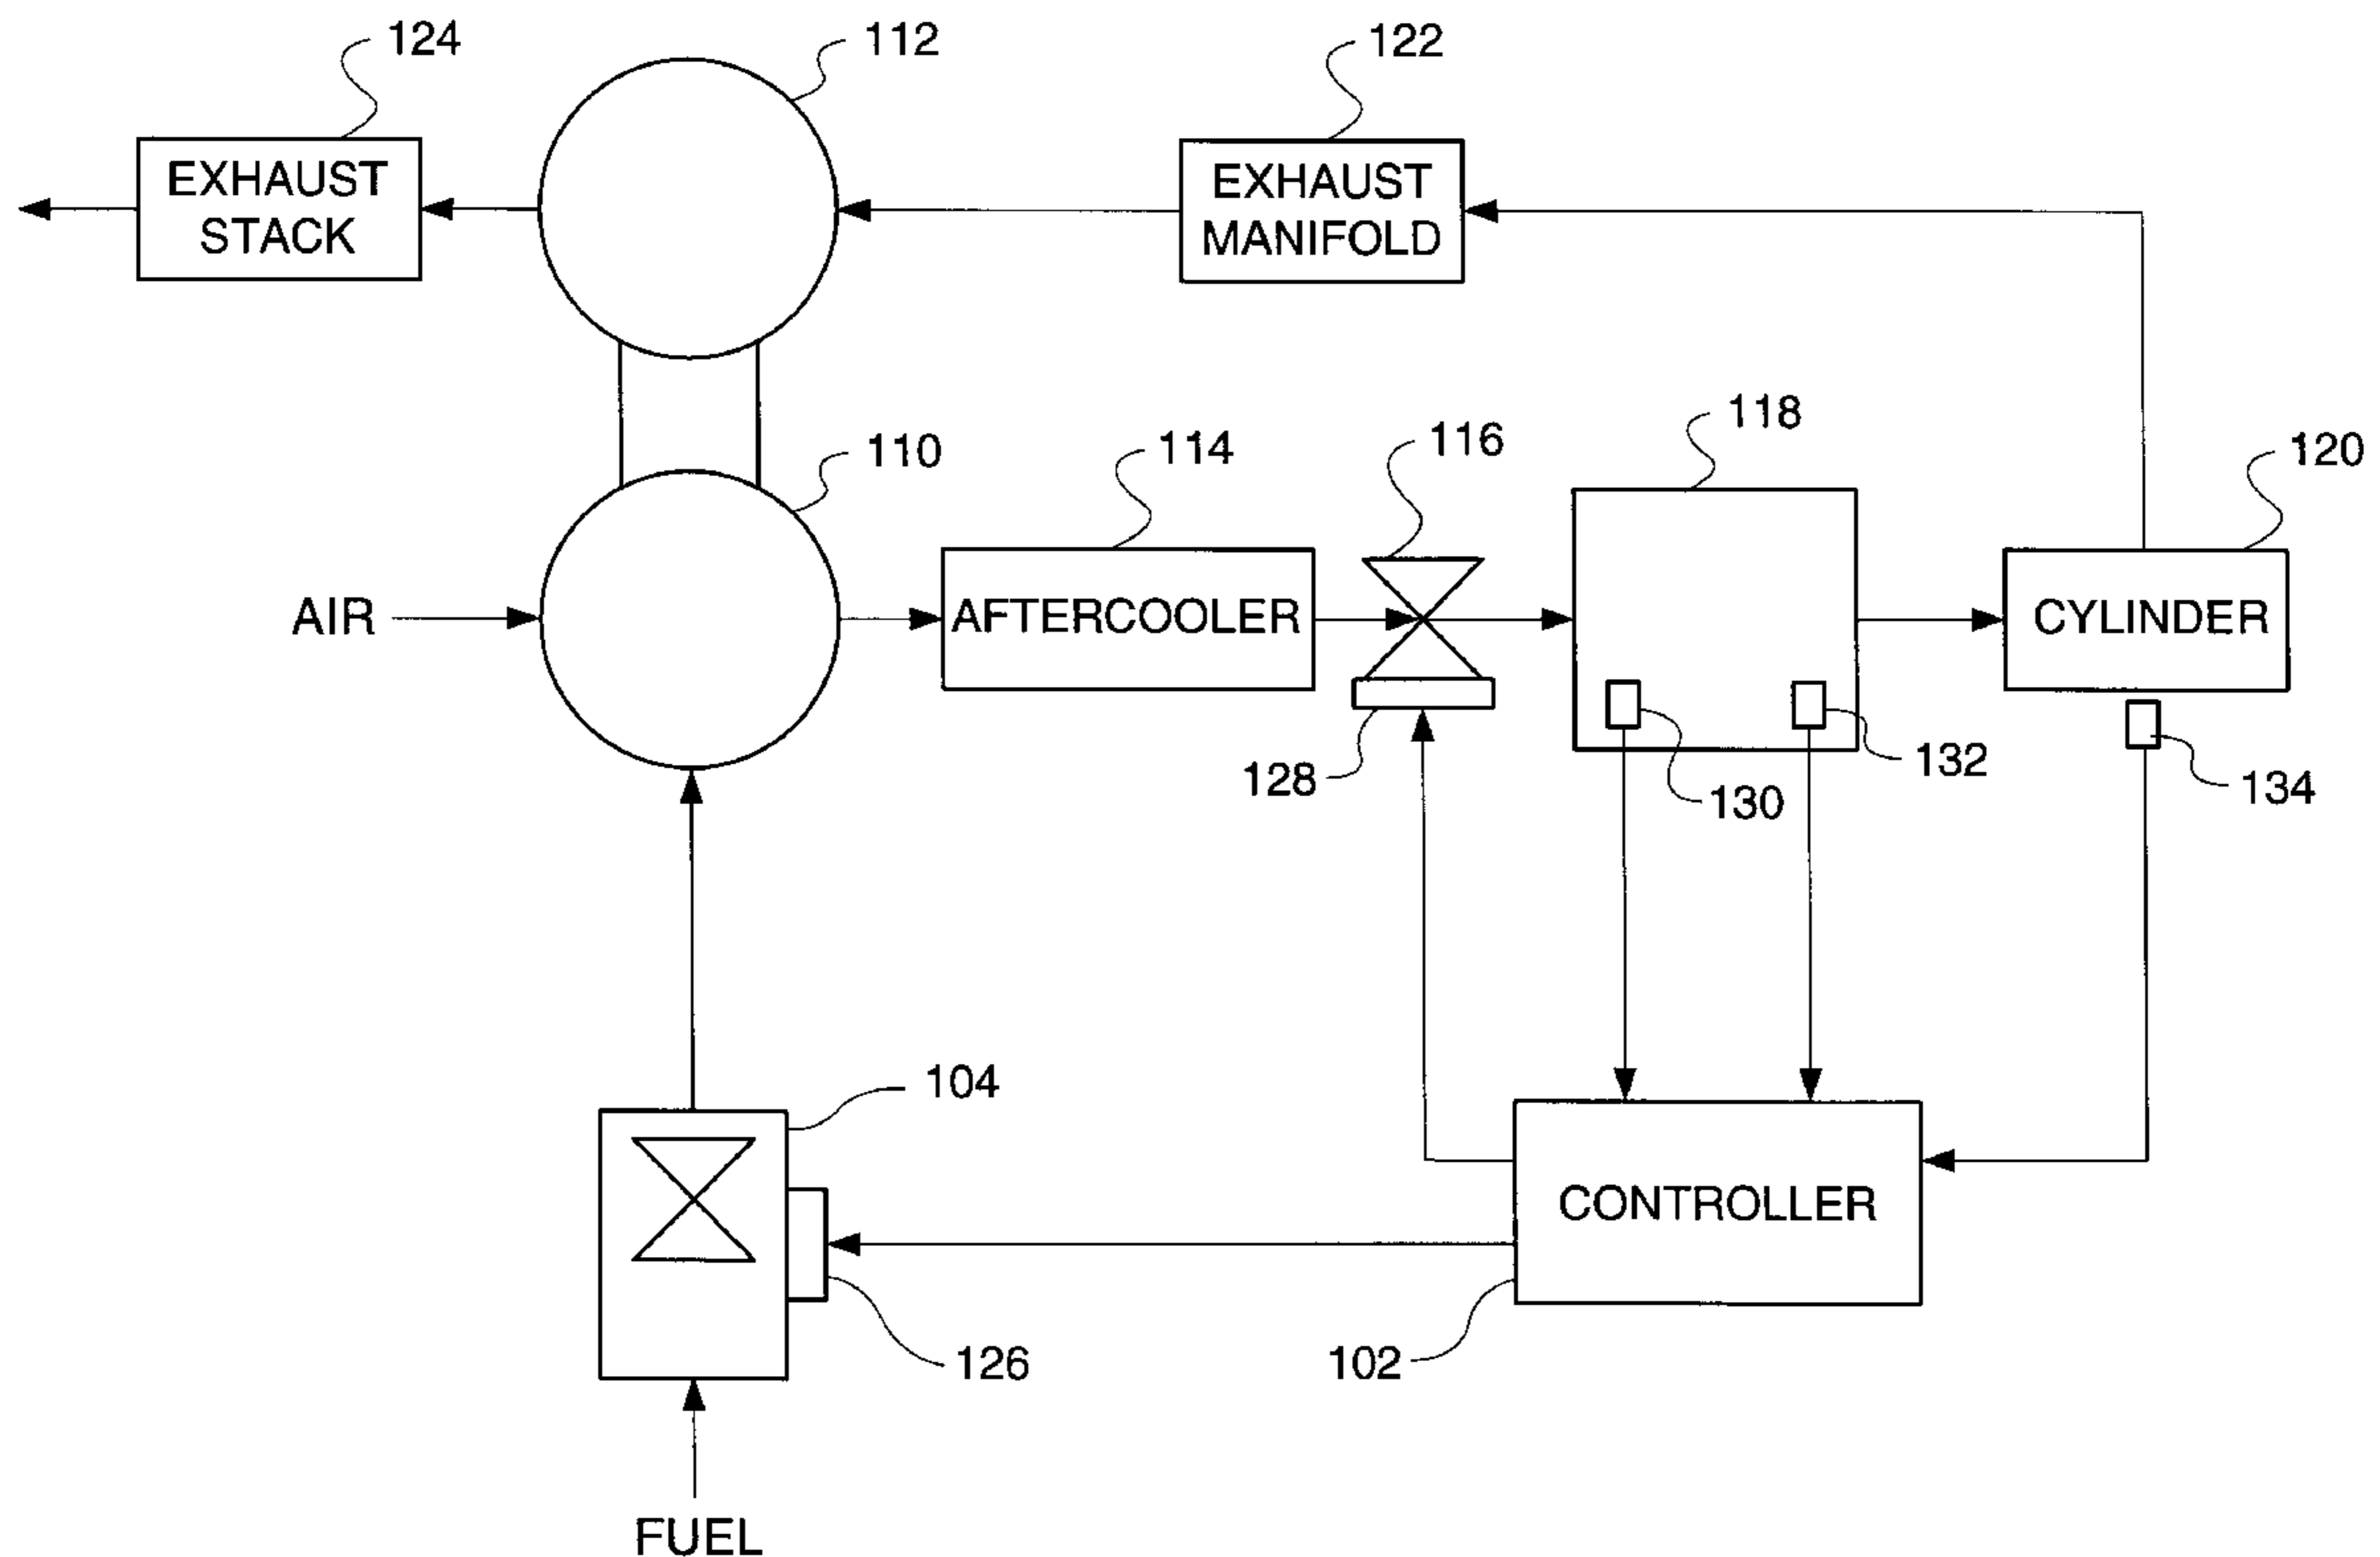 124
112
122
EXHAUST
STACK
EXHAUST
MANIFOLD
110
114
116
118
120
AIR
AFTERCOOLER
CYLINDER
128
130
132
134
104
CONTROLLER
126
102
FUEL